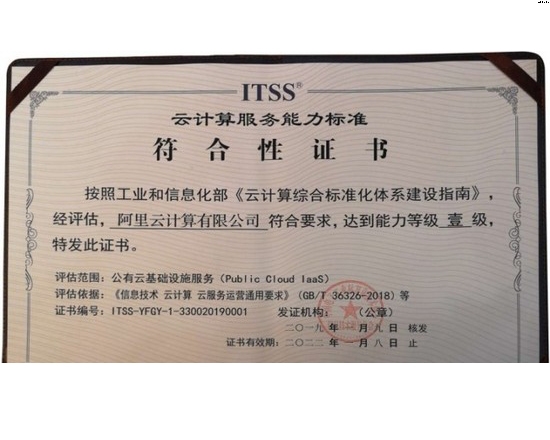 ITSS®
云计算服务能力标准
符合性证书
按照工业和信息化部《云计算综合标准化体系建设指南》，
经评估，阿里云计算有限公司 符合要求，达到能力等级 壹 级，
特发此证书。
评估范围：公有云基础设施服务（Public Cloud IaaS）
评估依据：《信息技术 云计算 云服务运营通用要求》（GB/T 36326-2018）等
证书编号：ITSS-YFGY-1-330020190001 发证机构： （公章）
二〇一九 年 一 月 九 日 核发
证书有效期：二〇二二 年 一 月 八 日 止